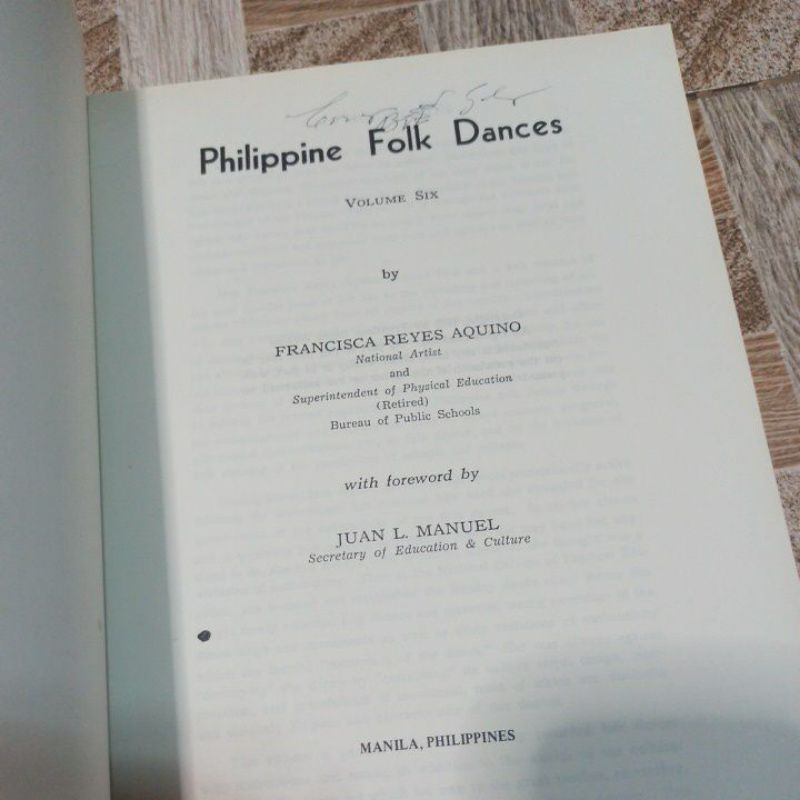 Philippine Folk Dances
VOLUME SIX
by
FRANCISCA REYES AQUINO
National Artist
and
Superintendent of Physical Education
(Retired)
Bureau of Public Schools
with foreword by
JUAN L. MANUEL
Secretary of Education & Culture
MANILA, PHILIPPINES